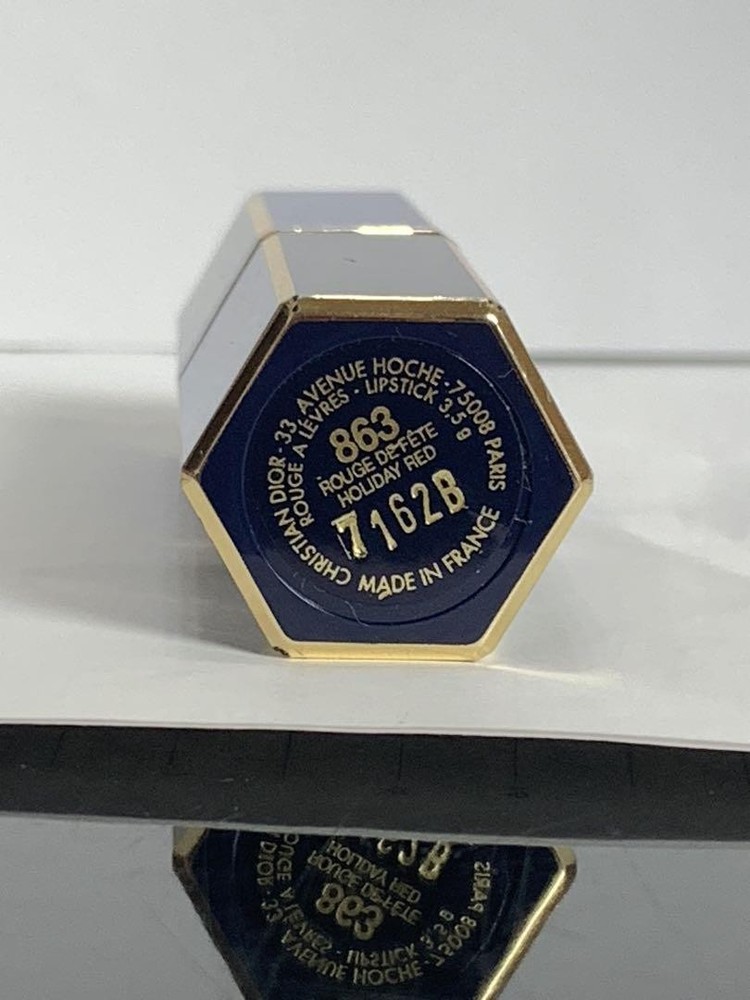 CHRISTIAN DIOR · 33 AVENUE HOCHE · 75008 PARIS
ROUGE A LÈVRES · LIPSTICK 3,5 g
863
ROUGE DE FÊTE
HOLIDAY RED
7162B
MADE IN FRANCE